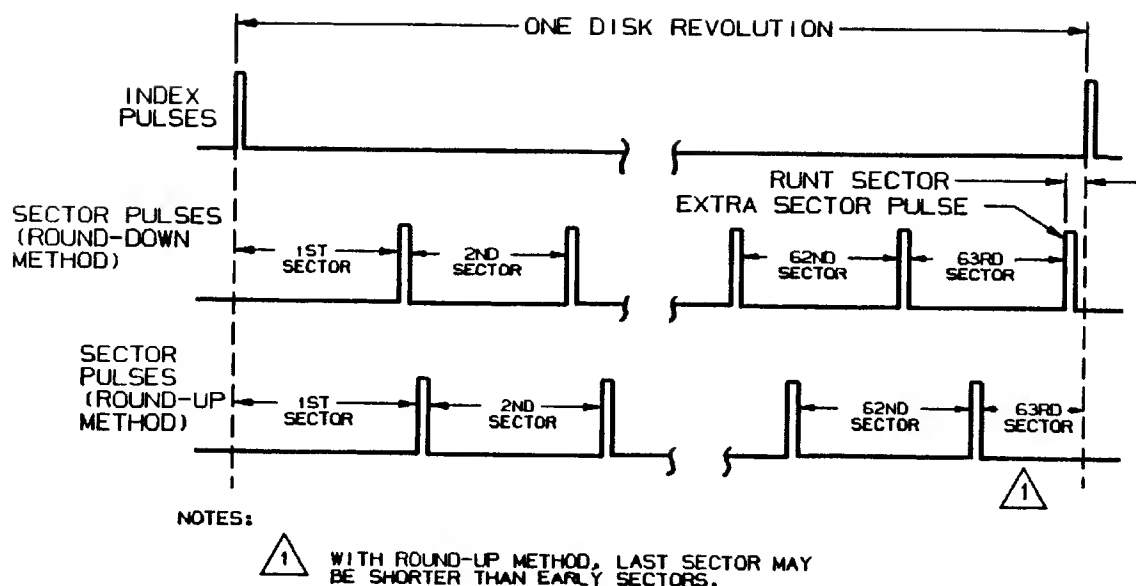 ONE DISK REVOLUTION
INDEX
PULSES
RUNT SECTOR
EXTRA SECTOR PULSE
SECTOR PULSES
(ROUND-DOWN
METHOD)
1ST
SECTOR
2ND
SECTOR
62ND
SECTOR
63RD
SECTOR
SECTOR
PULSES
(ROUND-UP
METHOD)
1ST
SECTOR
2ND
SECTOR
62ND
SECTOR
63RD
SECTOR
1
NOTES:
1 WITH ROUND-UP METHOD, LAST SECTOR MAY
BE SHORTER THAN EARLY SECTORS.